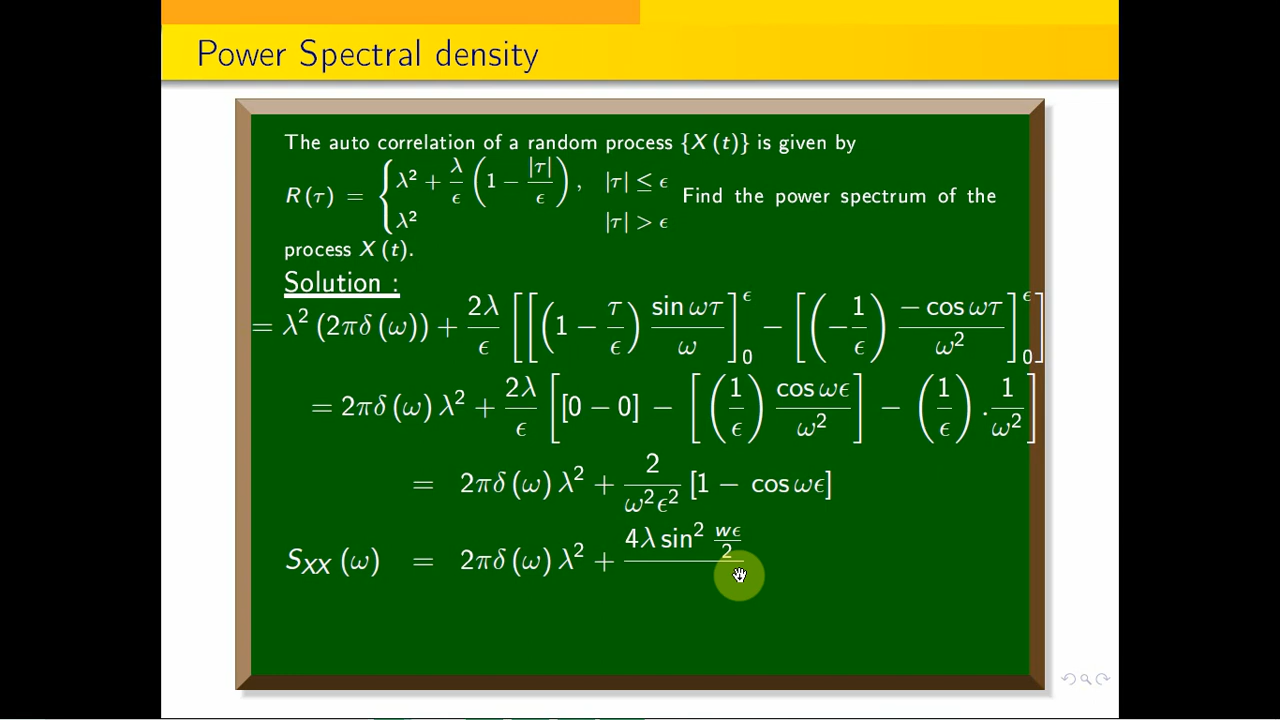 Power Spectral density
The auto correlation of a random process {X(t)} is given by
R(τ) = { λ² + λ/ϵ (1 − |τ|/ϵ), |τ| ≤ ϵ
λ² |τ| > ϵ Find the power spectrum of the
process X(t).
Solution :
= λ² (2πδ(ω)) + 2λ/ϵ [[(1 − τ/ϵ) sin ωτ/ω]₀^ϵ − [(−1/ϵ) − cos ωτ/ω²]₀^ϵ]
= 2πδ(ω) λ² + 2λ/ϵ [[0 − 0] − [(1/ϵ) cos ωϵ/ω²] − (1/ϵ) . 1/ω²]
= 2πδ(ω) λ² + 2/ω²ϵ² [1 − cos ωϵ]
S_XX(ω) = 2πδ(ω) λ² + 4λ sin² wϵ/2